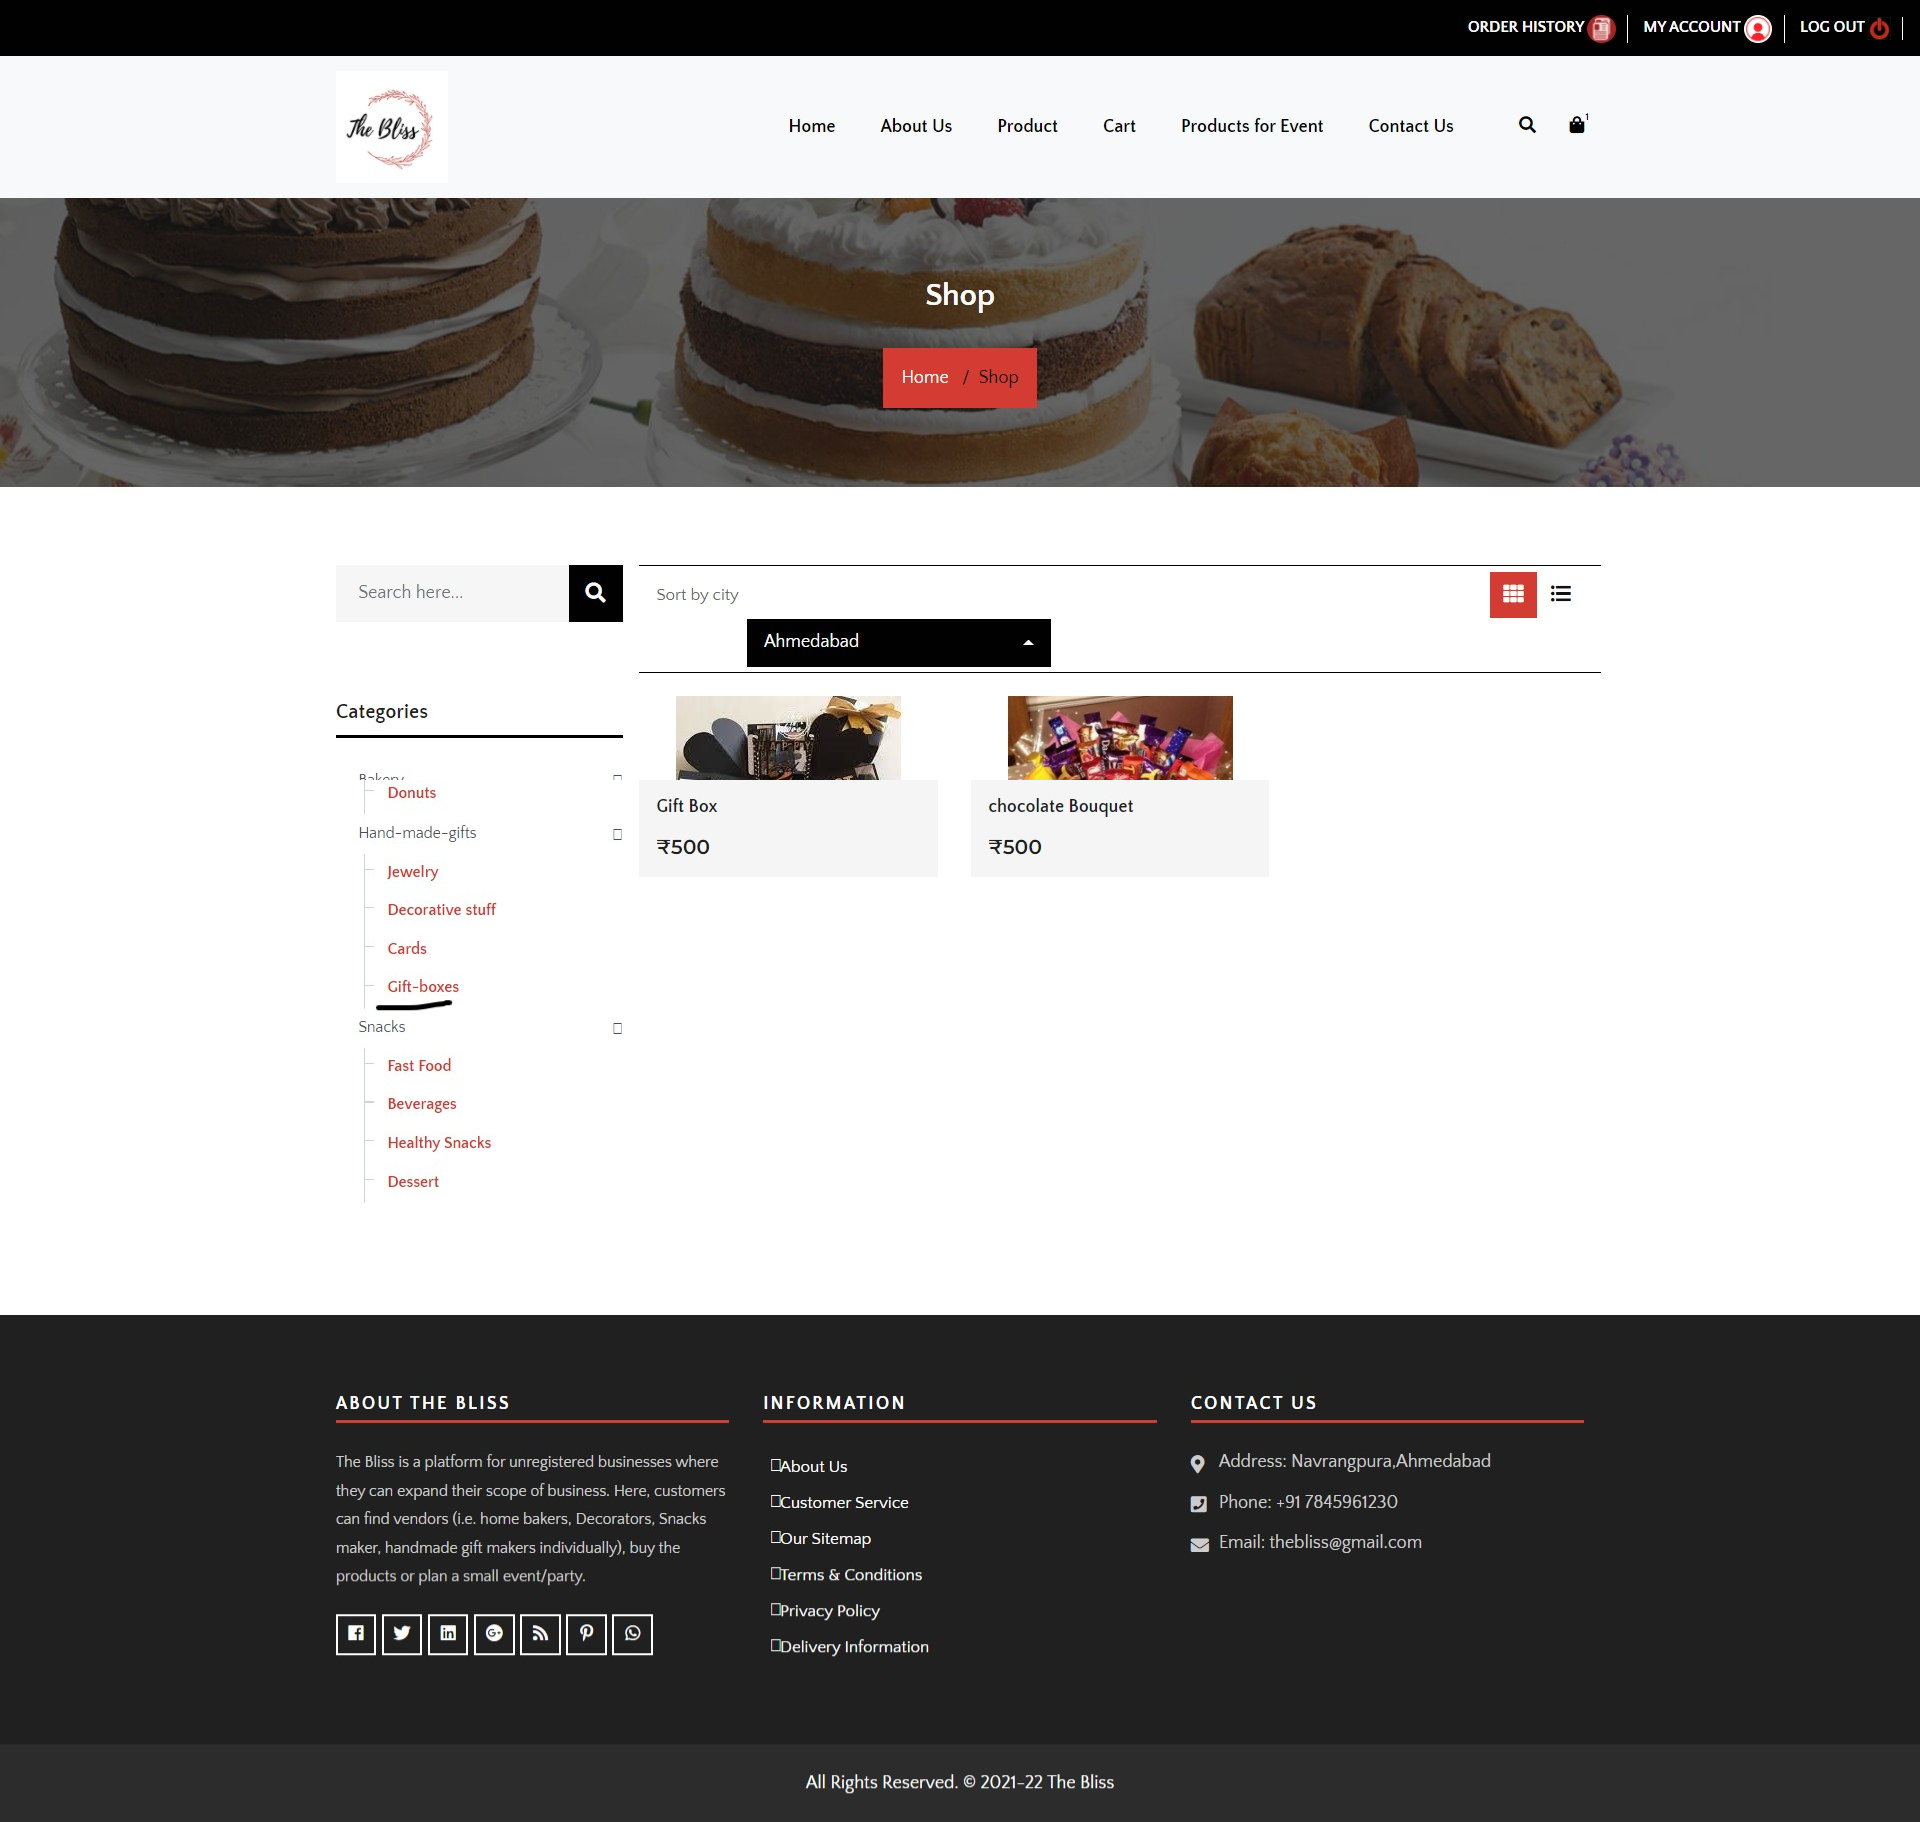 ORDER HISTORY MY ACCOUNT LOG OUT
The Bliss
Home About Us Product Cart Products for Event Contact Us 1
Shop
Home / Shop
Search here...
Sort by city
Ahmedabad
Categories
Bakery
Donuts
Hand-made-gifts
Jewelry
Decorative stuff
Cards
Gift-boxes
Snacks
Fast Food
Beverages
Healthy Snacks
Dessert
Gift Box
₹500
chocolate Bouquet
₹500
ABOUT THE BLISS
The Bliss is a platform for unregistered businesses where
they can expand their scope of business. Here, customers
can find vendors (i.e. home bakers, Decorators, Snacks
maker, handmade gift makers individually), buy the
products or plan a small event/party.
INFORMATION
About Us
Customer Service
Our Sitemap
Terms & Conditions
Privacy Policy
Delivery Information
CONTACT US
Address: Navrangpura,Ahmedabad
Phone: +91 7845961230
Email: thebliss@gmail.com
All Rights Reserved. © 2021-22 The Bliss